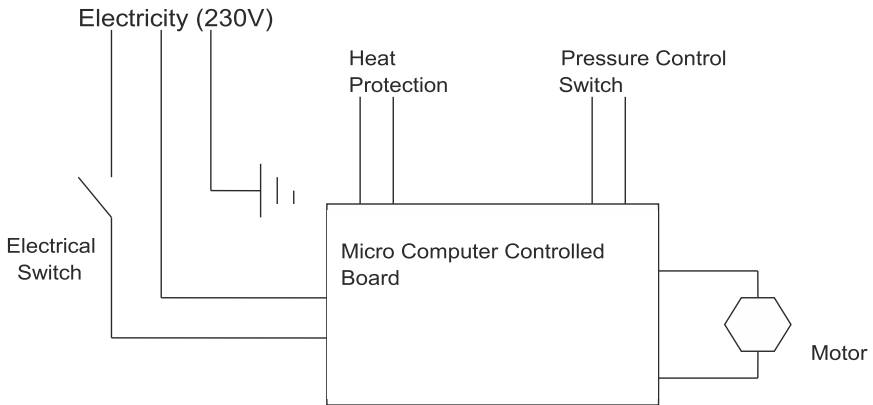 Electricity (230V)
Heat
Protection
Pressure Control
Switch
Electrical
Switch
Micro Computer Controlled
Board
Motor